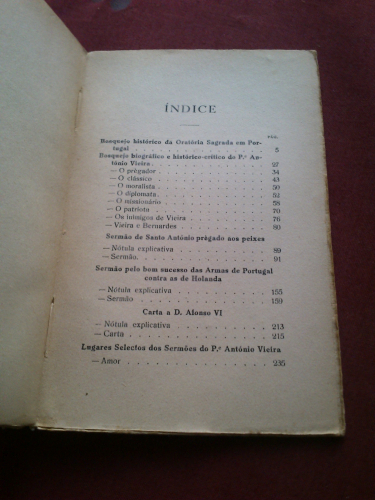 ÍNDICE
PÁG.
Bosquejo histórico da Oratória Sagrada em Por-
tugal . . . . . . . . . . . . . . . 5
Bosquejo biográfico e histórico-crítico do P.e An-
tónio Vieira . . . . . . . . . . . . 27
— O prègador . . . . . . . . . . . . 34
— O clássico . . . . . . . . . . . . 43
— O moralista . . . . . . . . . . . . 50
— O diplomata . . . . . . . . . . . . 52
— O missionário . . . . . . . . . . . 58
— O patriota . . . . . . . . . . . . 70
— Os inimigos de Vieira . . . . . . . 76
— Vieira e Bernardes . . . . . . . . 80
Sermão de Santo António prègado aos peixes
— Nótula explicativa . . . . . . . . 89
— Sermão . . . . . . . . . . . . . . 91
Sermão pelo bom sucesso das Armas de Portugal
contra as de Holanda
— Nótula explicativa . . . . . . . . 155
— Sermão . . . . . . . . . . . . . . 159
Carta a D. Afonso VI
— Nótula explicativa . . . . . . . . 213
— Carta . . . . . . . . . . . . . . . 215
Lugares Selectos dos Sermões do P.e António Vieira
— Amor . . . . . . . . . . . . . . . 235